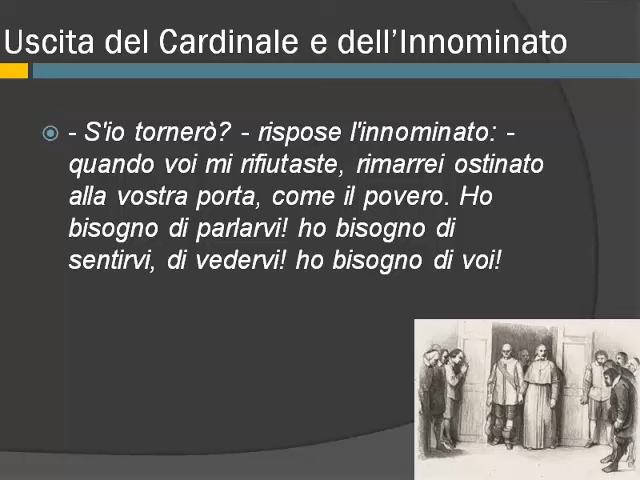 Uscita del Cardinale e dell’Innominato
- S'io tornerò? - rispose l'innominato: -
quando voi mi rifiutaste, rimarrei ostinato
alla vostra porta, come il povero. Ho
bisogno di parlarvi! ho bisogno di
sentirvi, di vedervi! ho bisogno di voi!